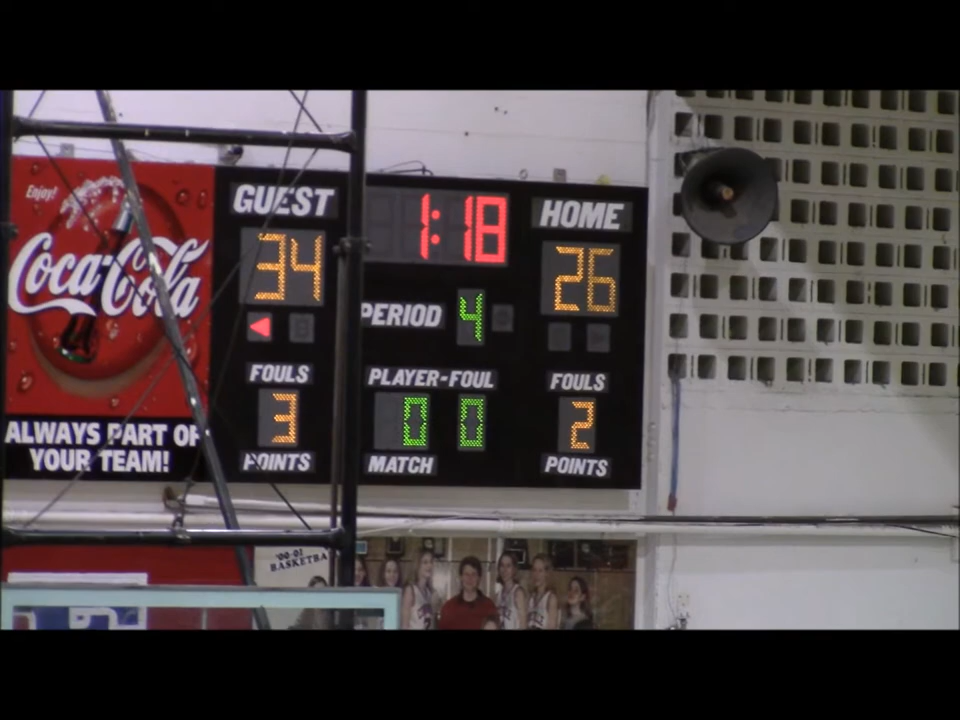 Enjoy!
Coca-Cola
ALWAYS PART OF
YOUR TEAM!
GUEST 1:18 HOME
34 26
PERIOD 4
FOULS PLAYER-FOUL FOULS
3 0 0 2
POINTS MATCH POINTS
'00-01
BASKETBA